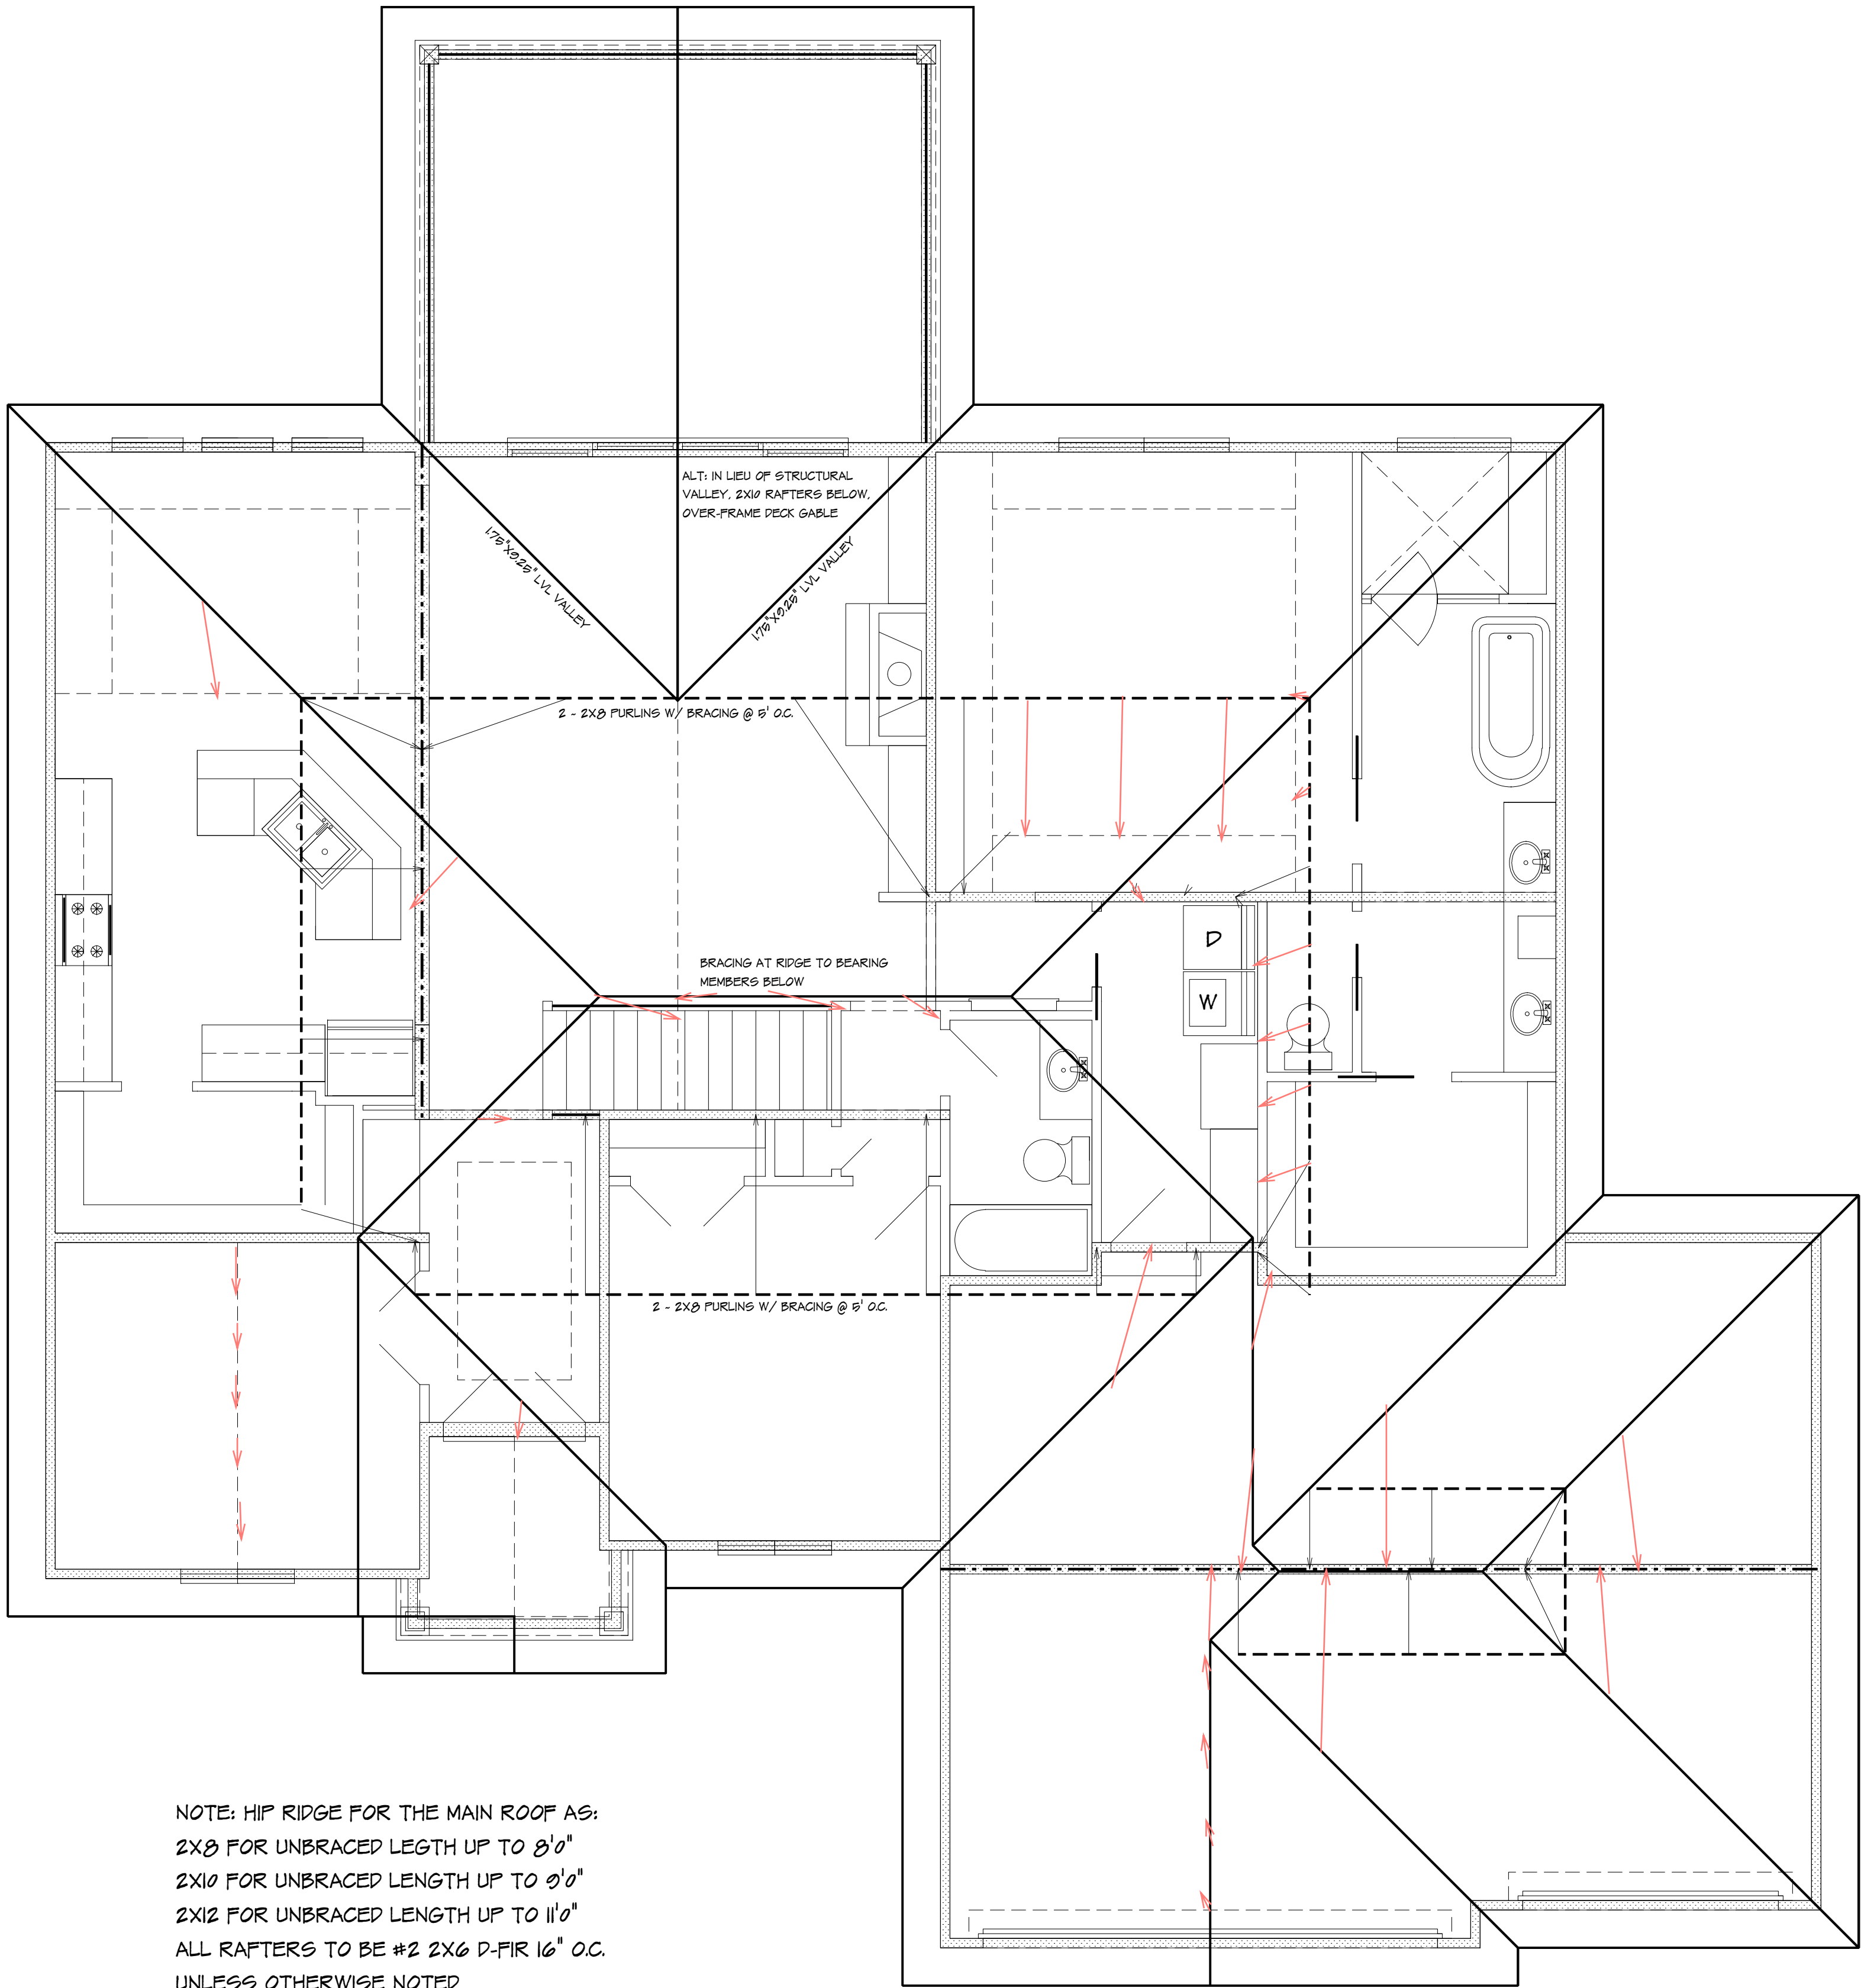 ALT: IN LIEU OF STRUCTURAL
VALLEY, 2X10 RAFTERS BELOW,
OVER-FRAME DECK GABLE
1.75"X9.25" LVL VALLEY
1.75"X9.25" LVL VALLEY
2 - 2X8 PURLINS W/ BRACING @ 5' O.C.
D
BRACING AT RIDGE TO BEARING
MEMBERS BELOW
W
2 - 2X8 PURLINS W/ BRACING @ 5' O.C.
NOTE: HIP RIDGE FOR THE MAIN ROOF AS:
2X8 FOR UNBRACED LEGTH UP TO 8'0"
2X10 FOR UNBRACED LENGTH UP TO 9'0"
2X12 FOR UNBRACED LENGTH UP TO 11'0"
ALL RAFTERS TO BE #2 2X6 D-FIR 16" O.C.
UNLESS OTHERWISE NOTED